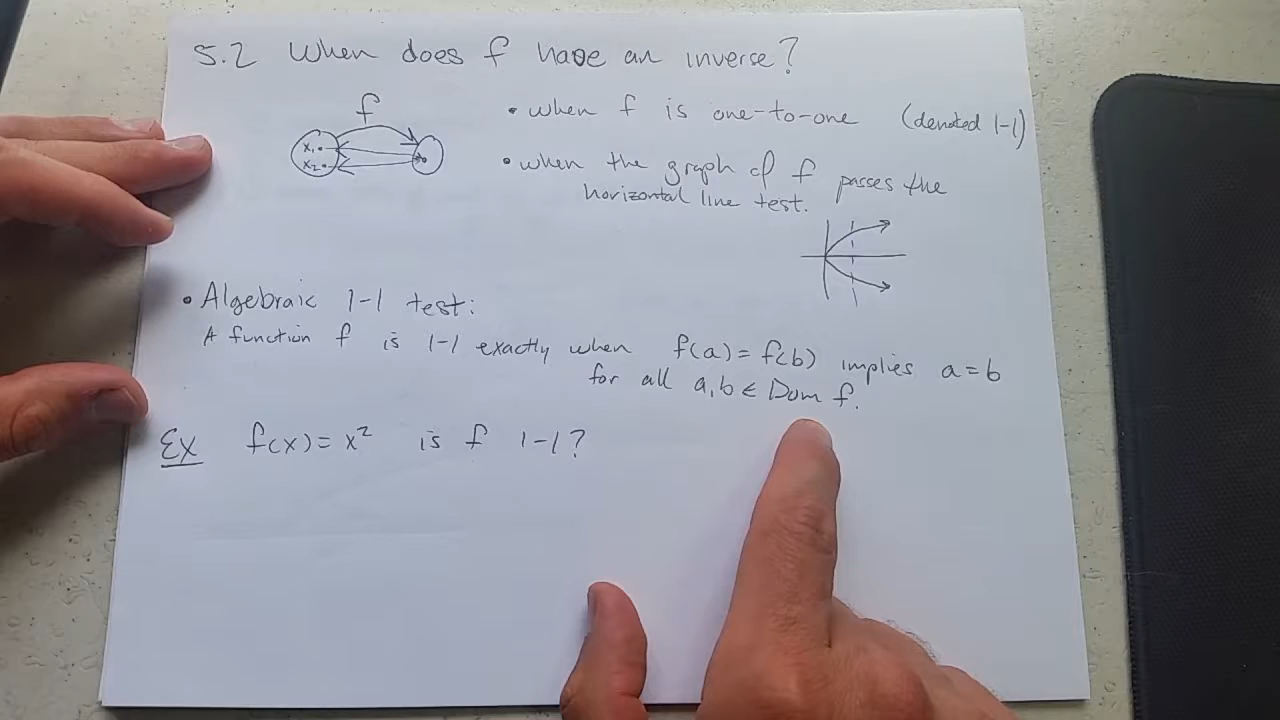 5.2 When does f have an inverse?
f
x₁
x₂
• when f is one-to-one (denoted 1-1)
• when the graph of f passes the
horizontal line test.
• Algebraic 1-1 test:
A function f is 1-1 exactly when f(a) = f(b) implies a = b
for all a, b ∈ Dom f.
Ex f(x) = x² is f 1-1?